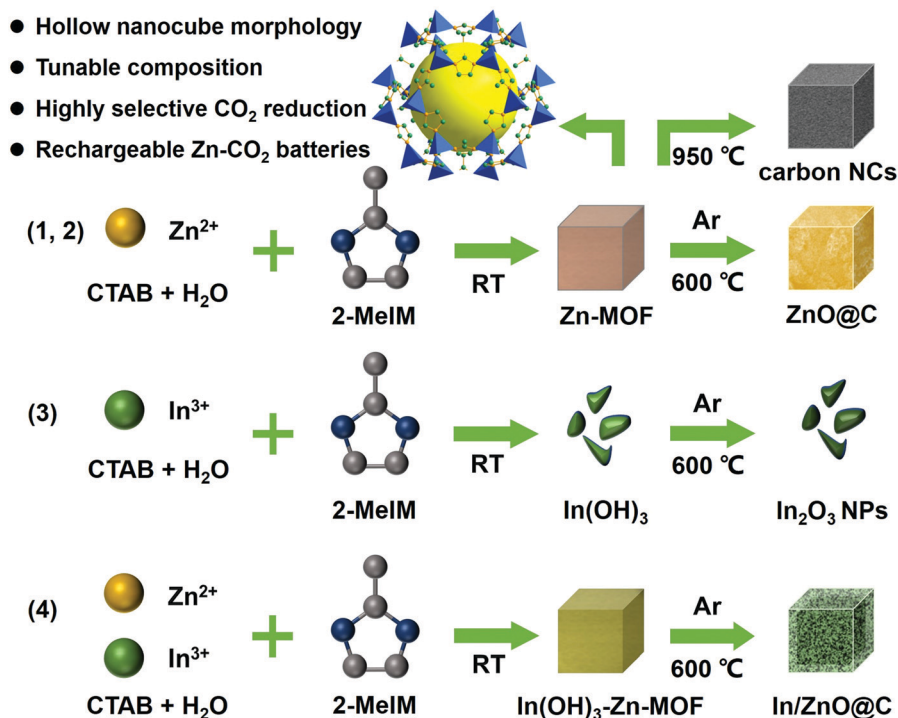 ● Hollow nanocube morphology
● Tunable composition
● Highly selective CO₂ reduction
● Rechargeable Zn-CO₂ batteries
950 ℃
carbon NCs
(1, 2)
Zn²⁺
CTAB + H₂O
2-MeIM
RT
Zn-MOF
Ar
600 ℃
ZnO@C
(3)
In³⁺
CTAB + H₂O
2-MeIM
RT
In(OH)₃
Ar
600 ℃
In₂O₃ NPs
(4)
Zn²⁺
In³⁺
CTAB + H₂O
2-MeIM
RT
In(OH)₃-Zn-MOF
Ar
600 ℃
In/ZnO@C